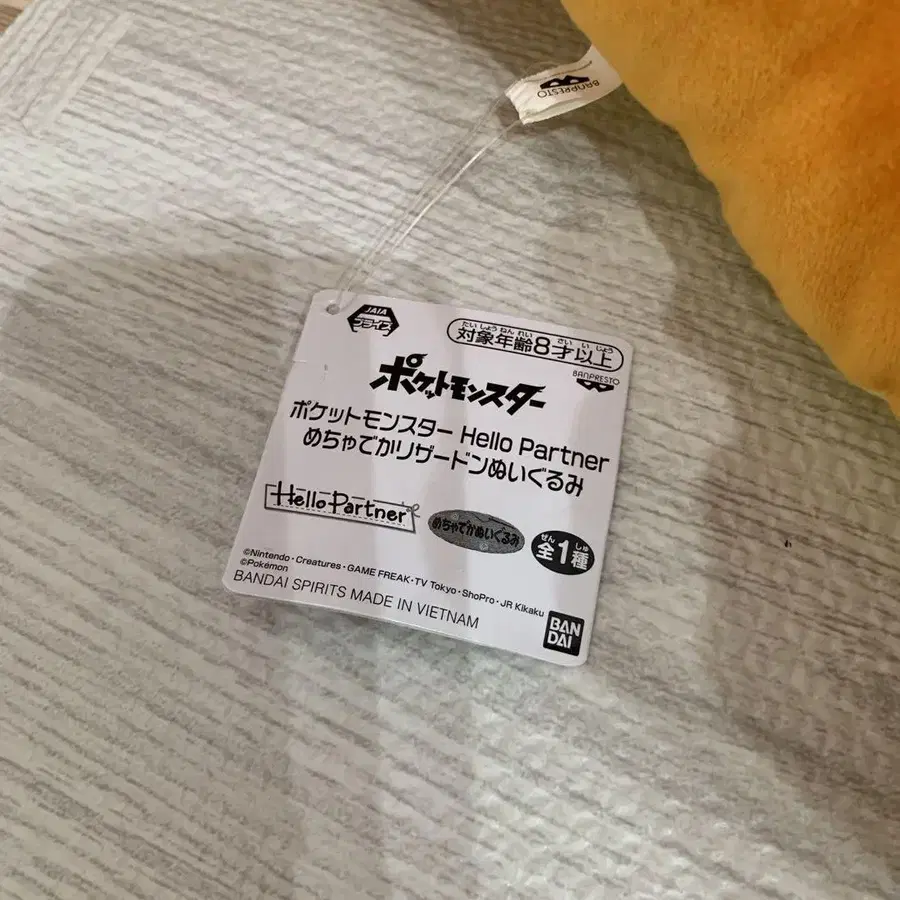 BANPRESTO
JAIA
プライズ
たいしょうねんれい さいいじょう
対象年齢8才以上
BANPRESTO
ポケットモンスター
ポケットモンスター Hello Partner
めちゃでかリザードンぬいぐるみ
Hello Partner
めちゃでかぬいぐるみ
ぜん しゅ
全1種
©Nintendo・Creatures・GAME FREAK・TV Tokyo・ShoPro・JR Kikaku
©Pokémon
BANDAI SPIRITS MADE IN VIETNAM
BAN
DAI